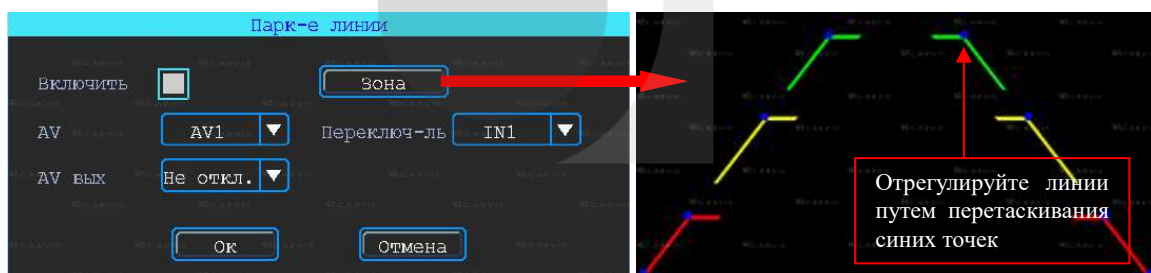 Парк-е линии
Включить
Зона
AV
AV1
Переключ-ль
IN1
AV вых
Не откл.
Ок
Отмена
Отрегулируйте линии
путем перетаскивания
синих точек